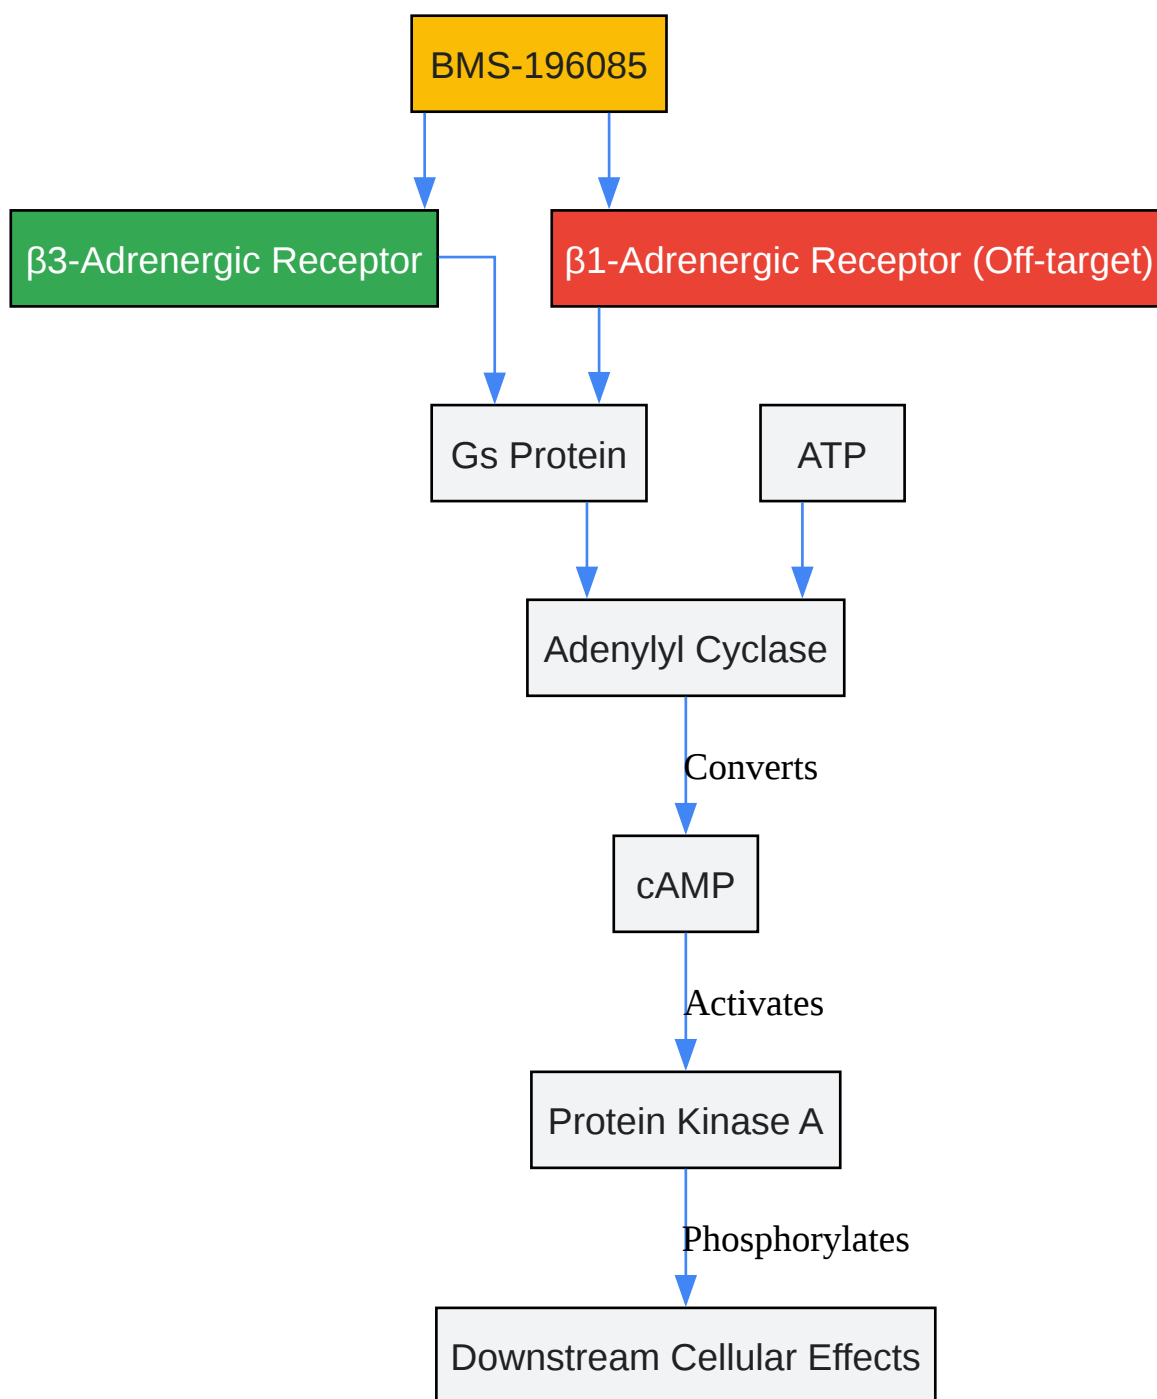 BMS-196085
β3-Adrenergic Receptor
β1-Adrenergic Receptor (Off-target)
Gs Protein
ATP
Adenylyl Cyclase
Converts
cAMP
Activates
Protein Kinase A
Phosphorylates
Downstream Cellular Effects